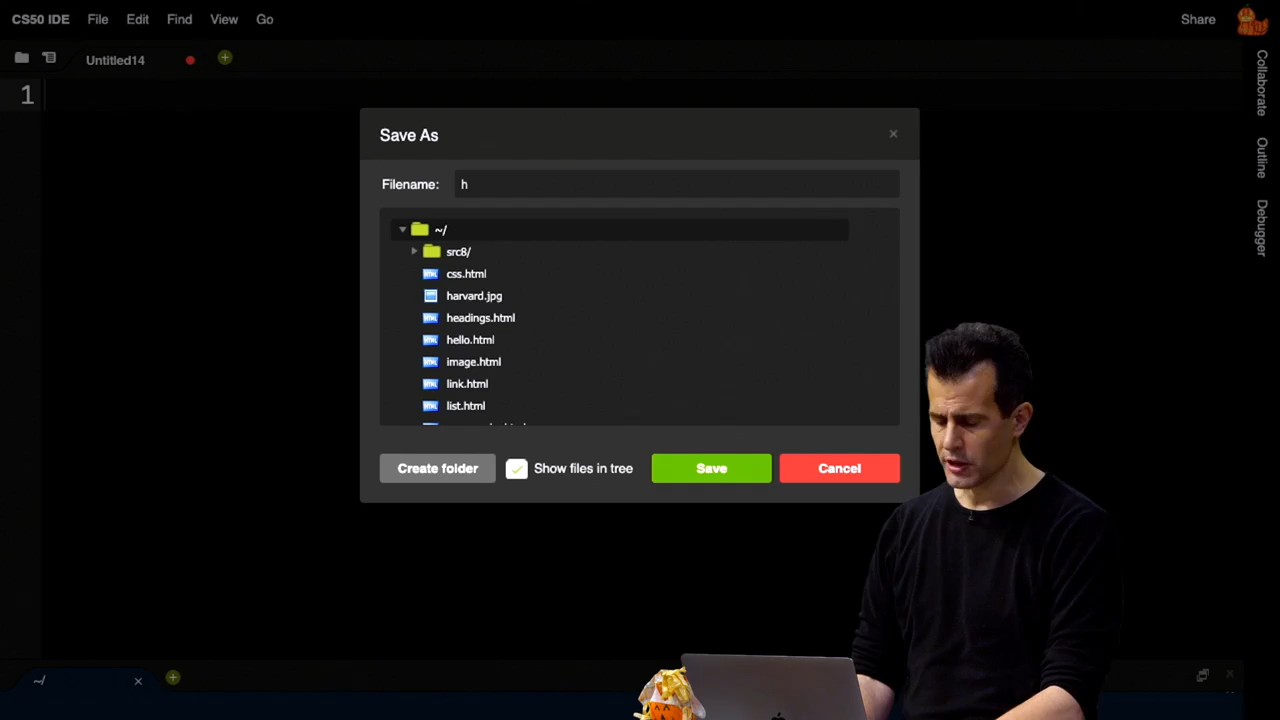 CS50 IDE File Edit Find View Go Share
Untitled14
1
Collaborate
Outline
Debugger
Save As
Filename: h
~/
src8/
css.html
harvard.jpg
headings.html
hello.html
image.html
link.html
list.html
Create folder Show files in tree Save Cancel
~/